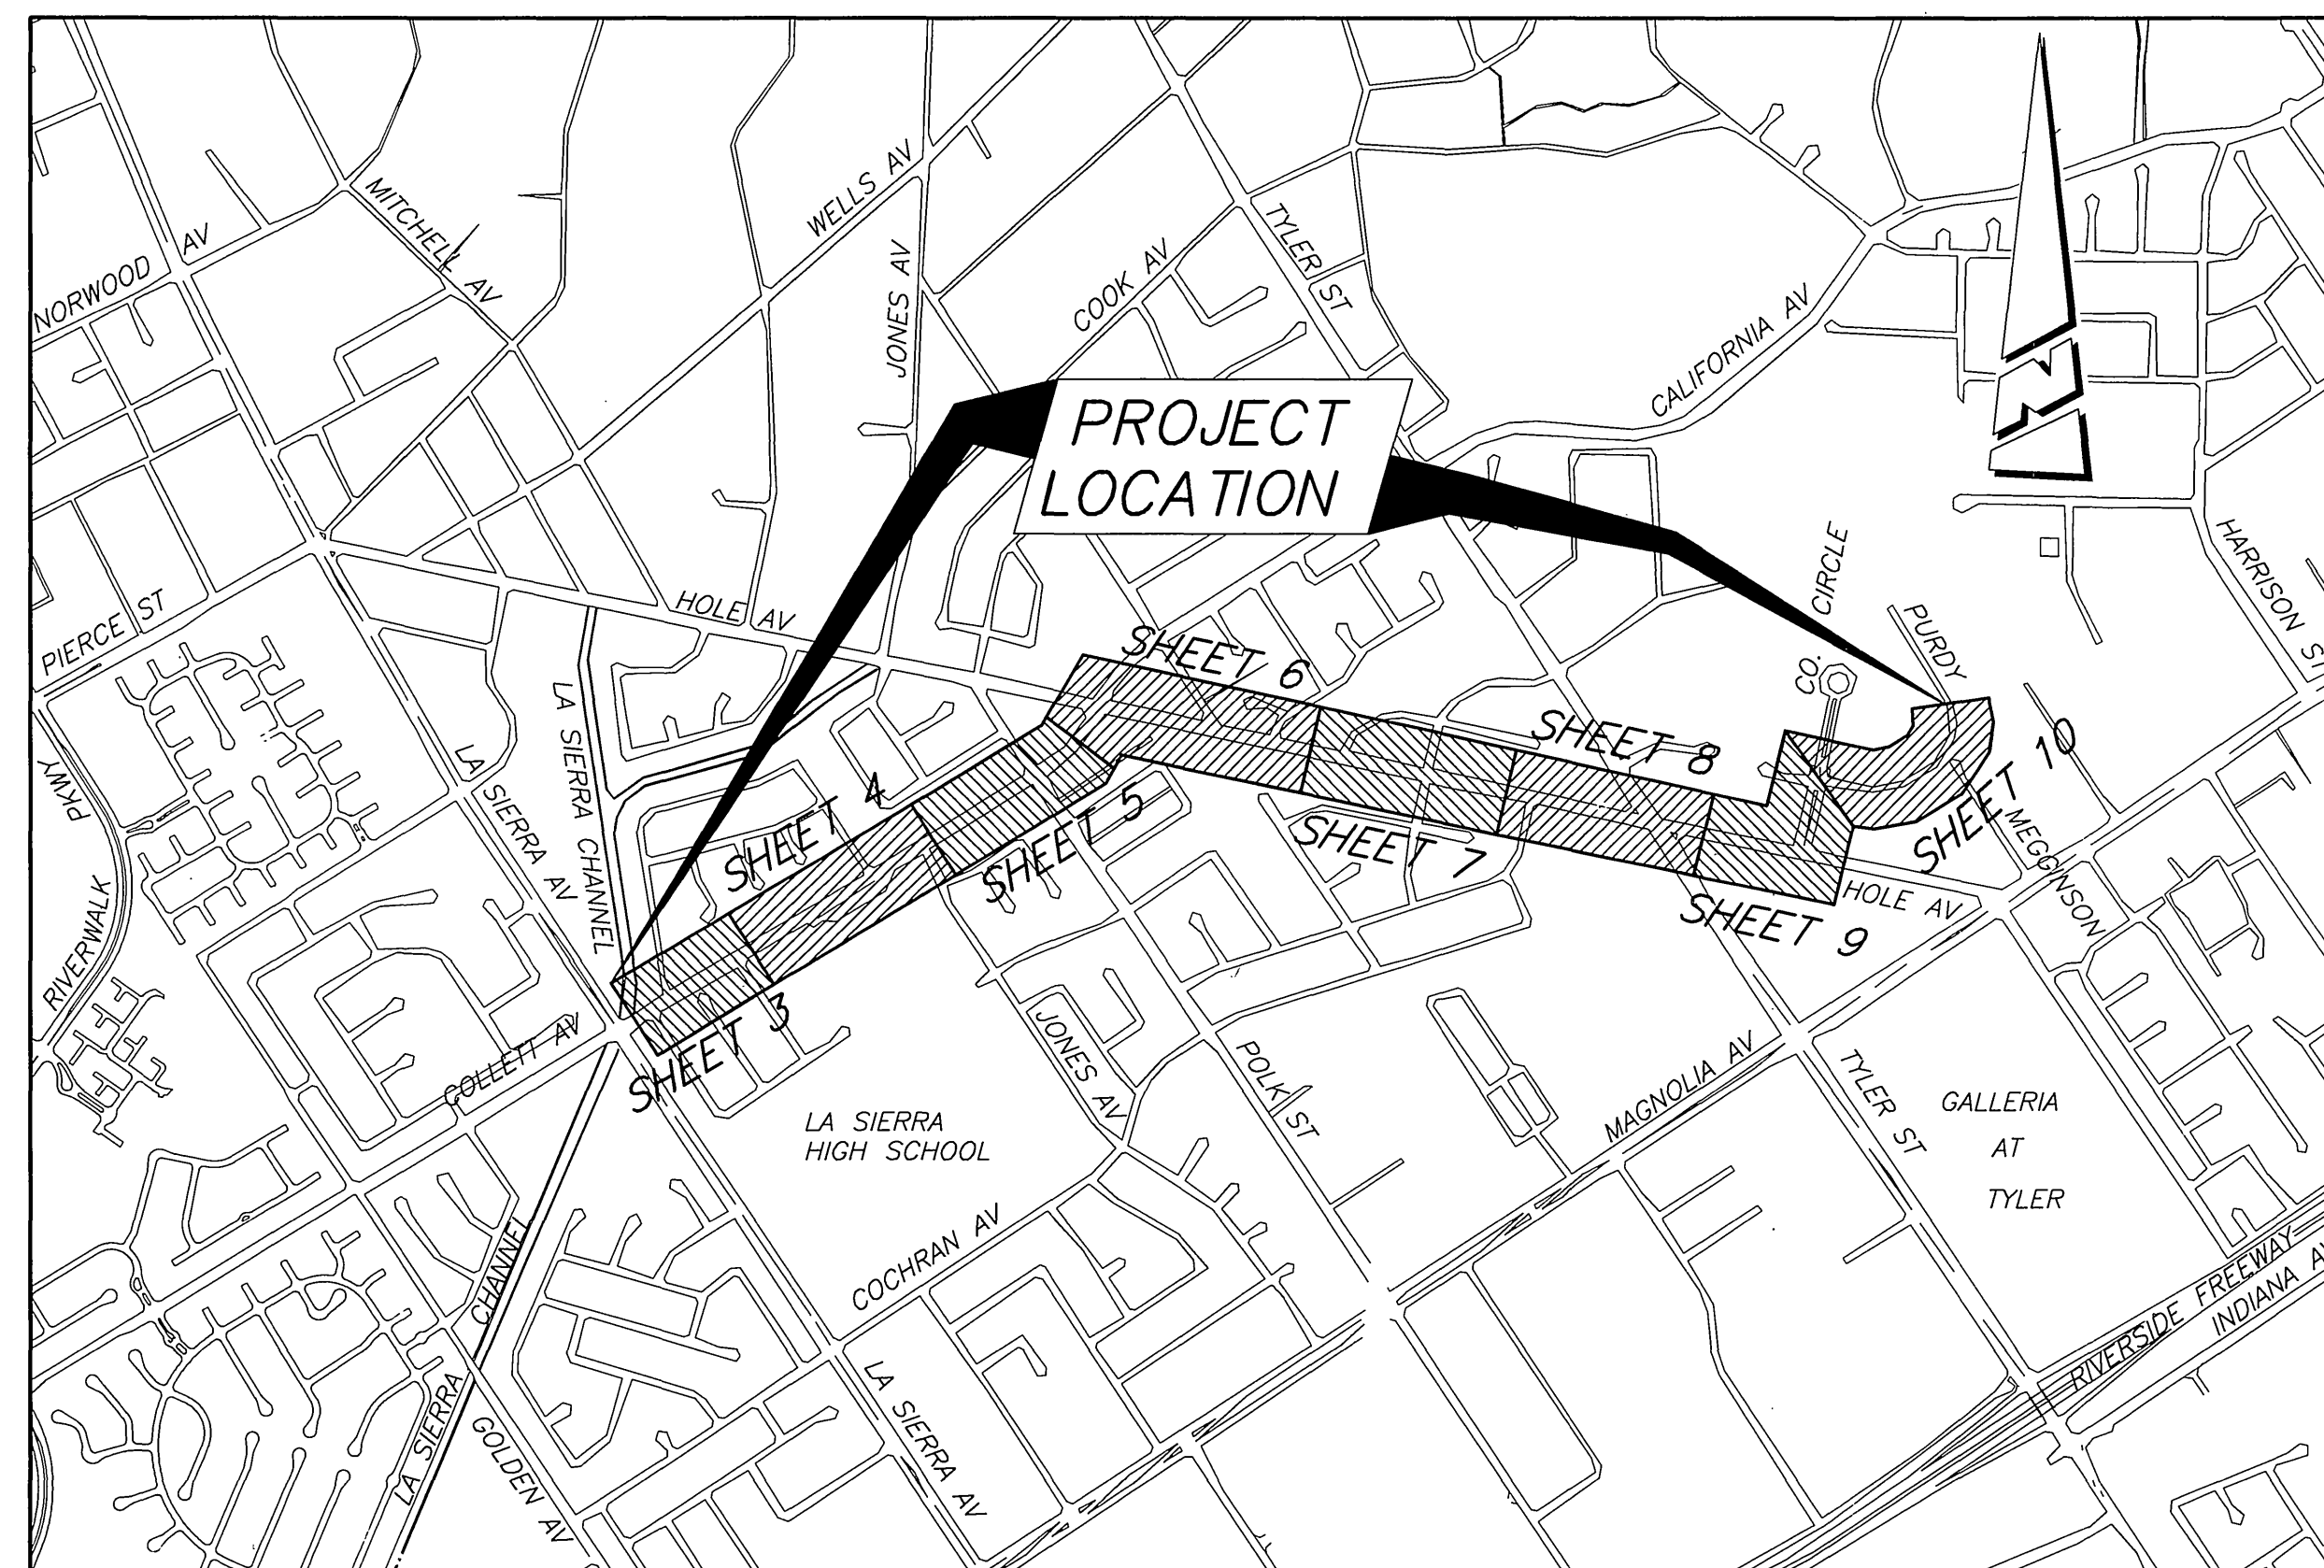 NORWOOD AV
MITCHELL AV
WELLS AV
JONES AV
COOK AV
TYLER ST
CALIFORNIA AV
N
PROJECT
LOCATION
HARRISON ST
CIRCLE
CO.
PURDY
PIERCE ST
HOLE AV
LA SIERRA CHANNEL
LA SIERRA AV
PKWY
RIVERWALK
SHEET 6
SHEET 8
SHEET 4
SHEET 5
SHEET 7
SHEET 10
MEGGINSON
HOLE AV
SHEET 9
SHEET 3
COLLETT AV
JONES AV
POLK ST
MAGNOLIA AV
TYLER ST
GALLERIA
AT
TYLER
LA SIERRA
HIGH SCHOOL
COCHRAN AV
LA SIERRA CHANNEL
GOLDEN AV
LA SIERRA AV
RIVERSIDE FREEWAY
INDIANA AV